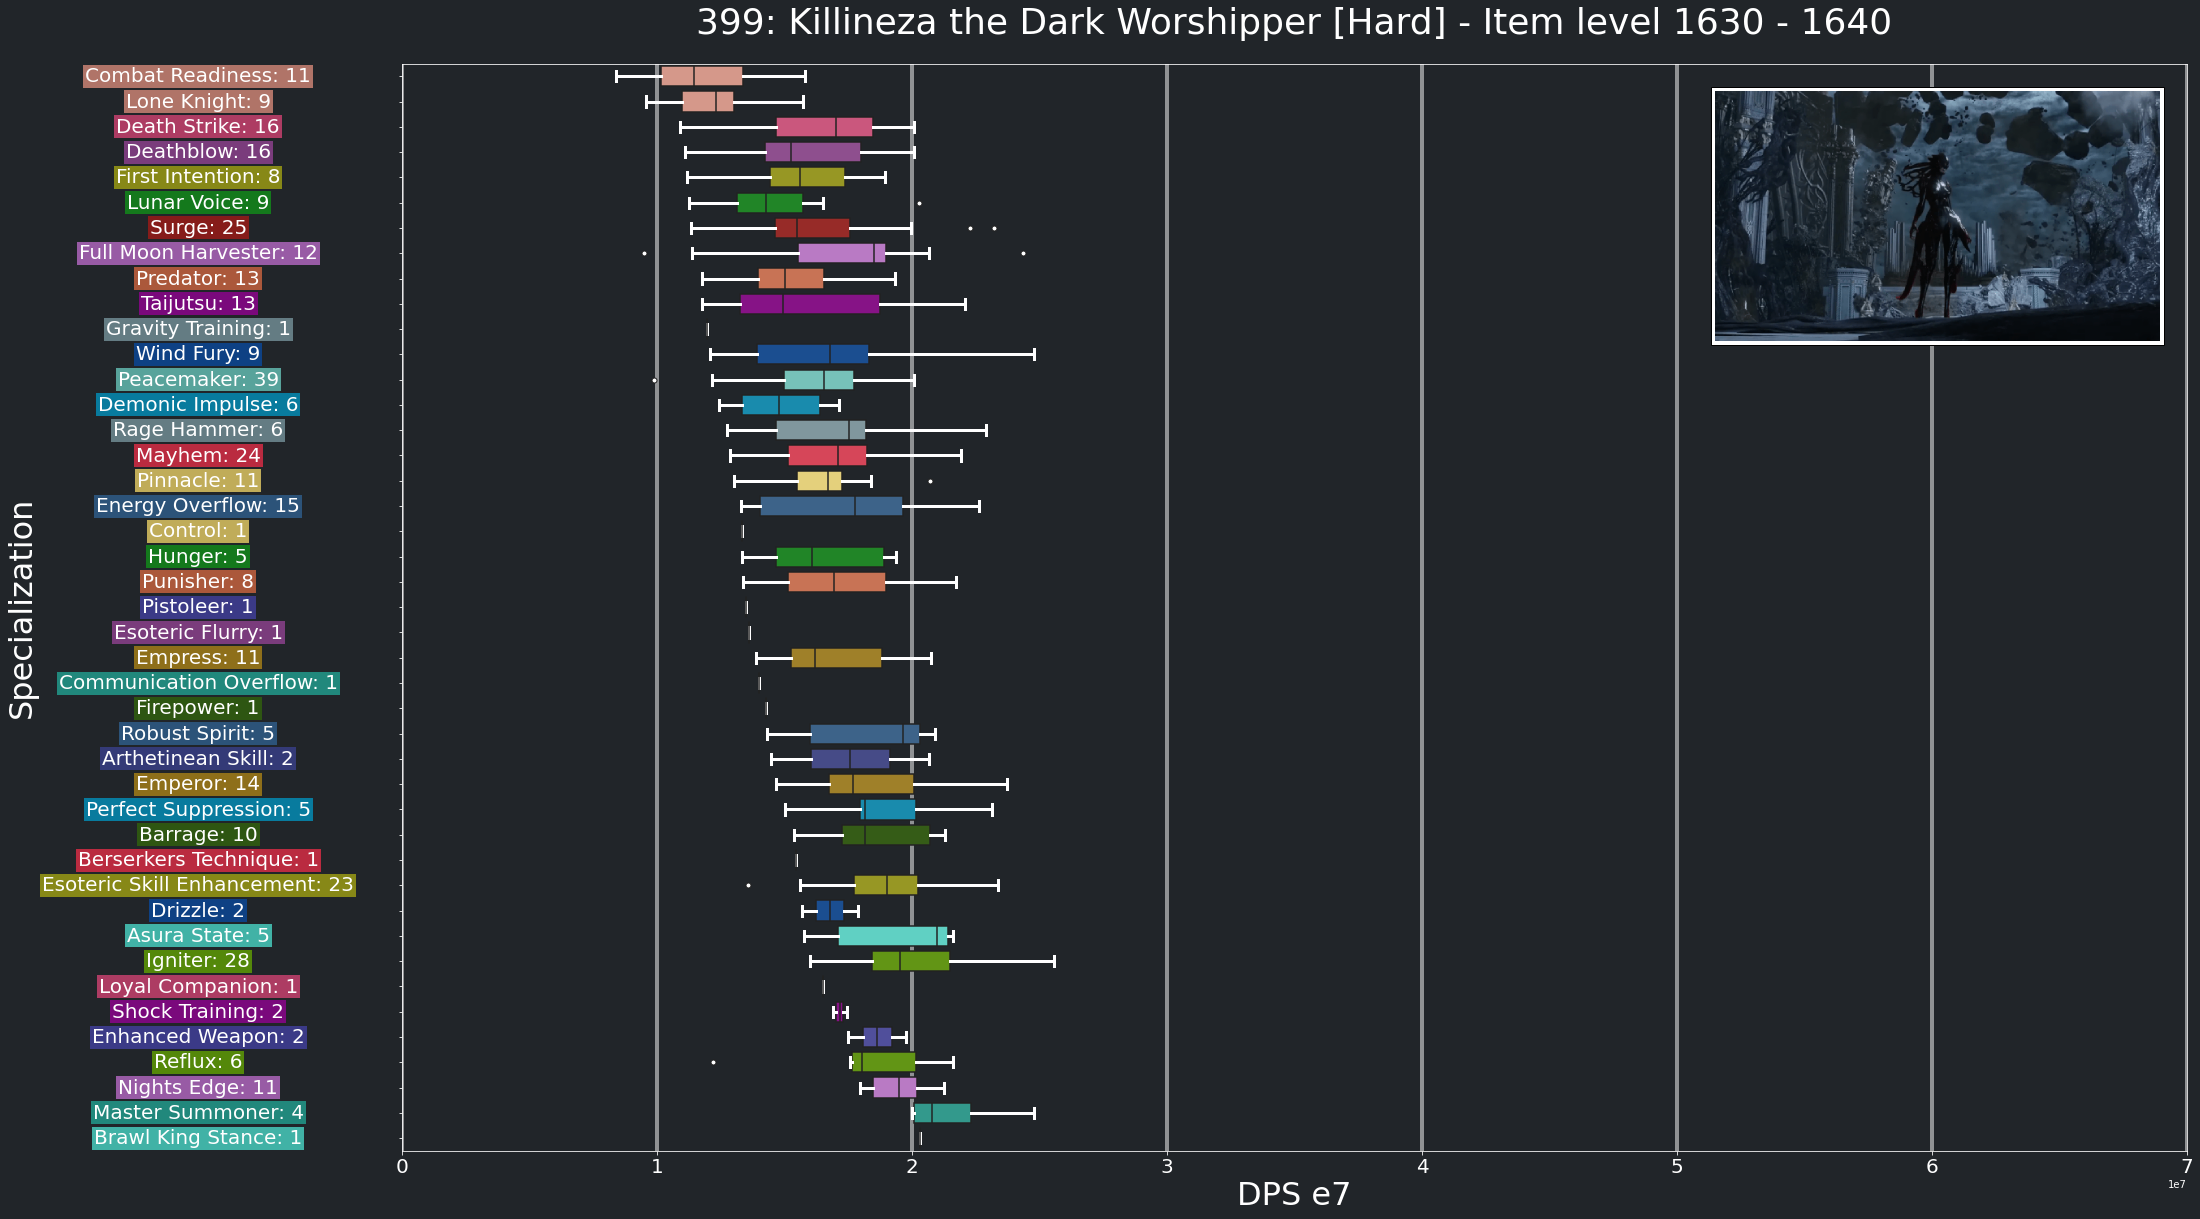 399: Killineza the Dark Worshipper [Hard] - Item level 1630 - 1640
Specialization
Combat Readiness: 11
Lone Knight: 9
Death Strike: 16
Deathblow: 16
First Intention: 8
Lunar Voice: 9
Surge: 25
Full Moon Harvester: 12
Predator: 13
Taijutsu: 13
Gravity Training: 1
Wind Fury: 9
Peacemaker: 39
Demonic Impulse: 6
Rage Hammer: 6
Mayhem: 24
Pinnacle: 11
Energy Overflow: 15
Control: 1
Hunger: 5
Punisher: 8
Pistoleer: 1
Esoteric Flurry: 1
Empress: 11
Communication Overflow: 1
Firepower: 1
Robust Spirit: 5
Arthetinean Skill: 2
Emperor: 14
Perfect Suppression: 5
Barrage: 10
Berserkers Technique: 1
Esoteric Skill Enhancement: 23
Drizzle: 2
Asura State: 5
Igniter: 28
Loyal Companion: 1
Shock Training: 2
Enhanced Weapon: 2
Reflux: 6
Nights Edge: 11
Master Summoner: 4
Brawl King Stance: 1
0 1 2 3 4 5 6 7
1e7
DPS e7